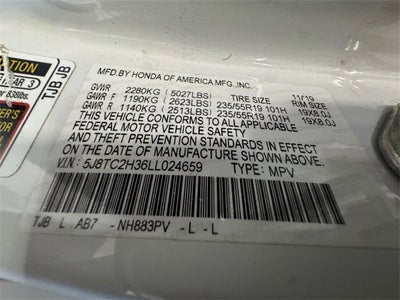 MFD.BY HONDA OF AMERICA MFG.,INC.
11/19
GVWR 2280KG ( 5027LBS) TIRE SIZE RIM SIZE
GAWR F 1190KG ( 2623LBS) 235/55R19 101H 19X8.0J
GAWR R 1140KG ( 2513LBS) 235/55R19 101H 19X8.0J
THIS VEHICLE CONFORMS TO ALL APPLICABLE
FEDERAL MOTOR VEHICLE SAFETY
AND THEFT PREVENTION STANDARDS IN EFFECT ON THE
DATE OF MANUFACTURE SHOWN ABOVE.
V.I.N: 5J8TC2H36LL024659 TYPE: MPV
TJB L AB7 - NH883PV - L - L
TJB JB